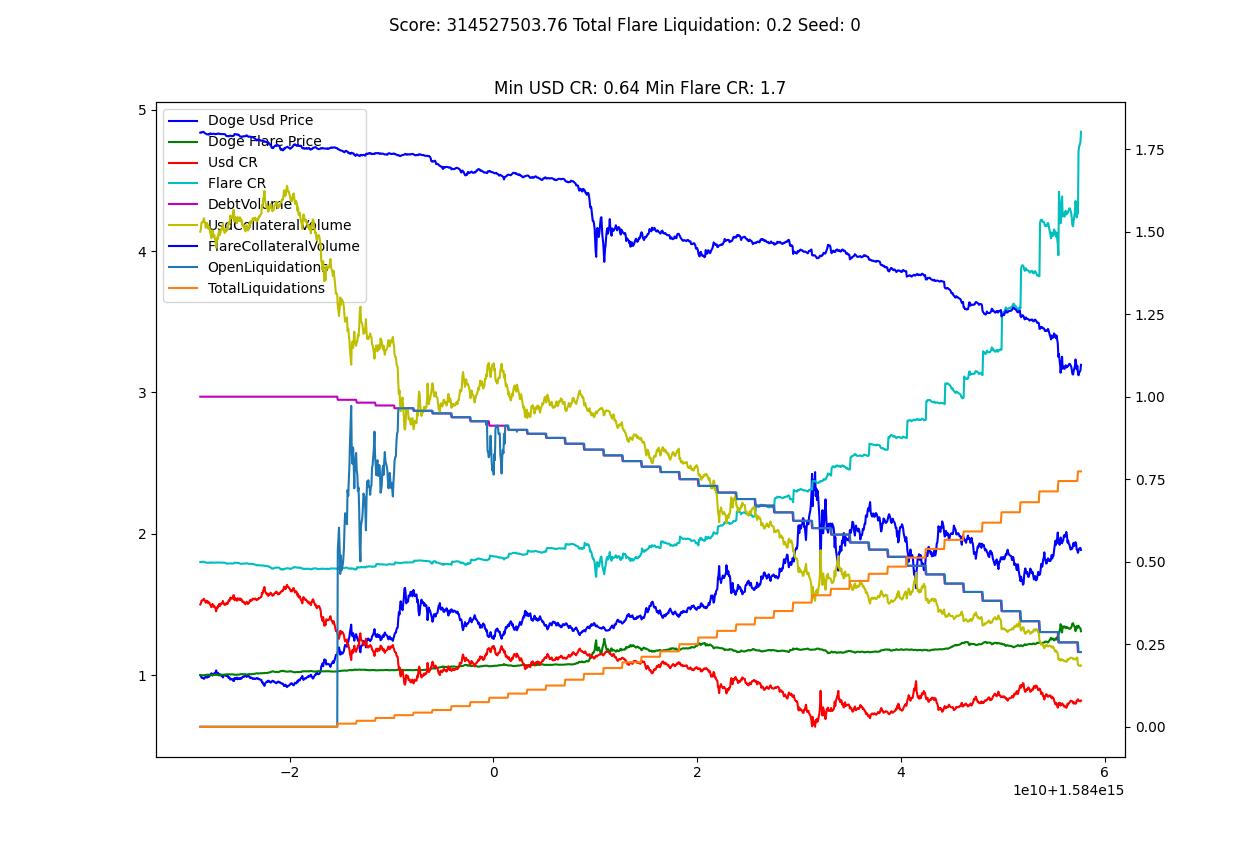 Score: 314527503.76 Total Flare Liquidation: 0.2 Seed: 0
Min USD CR: 0.64 Min Flare CR: 1.7
5
4
3
2
1
Doge Usd Price
Doge Flare Price
Usd CR
Flare CR
DebtVolume
UsdCollateralVolume
FlareCollateralVolume
OpenLiquidations
TotalLiquidations
1.75
1.50
1.25
1.00
0.75
0.50
0.25
0.00
−2 0 2 4 6
1e10+1.584e15